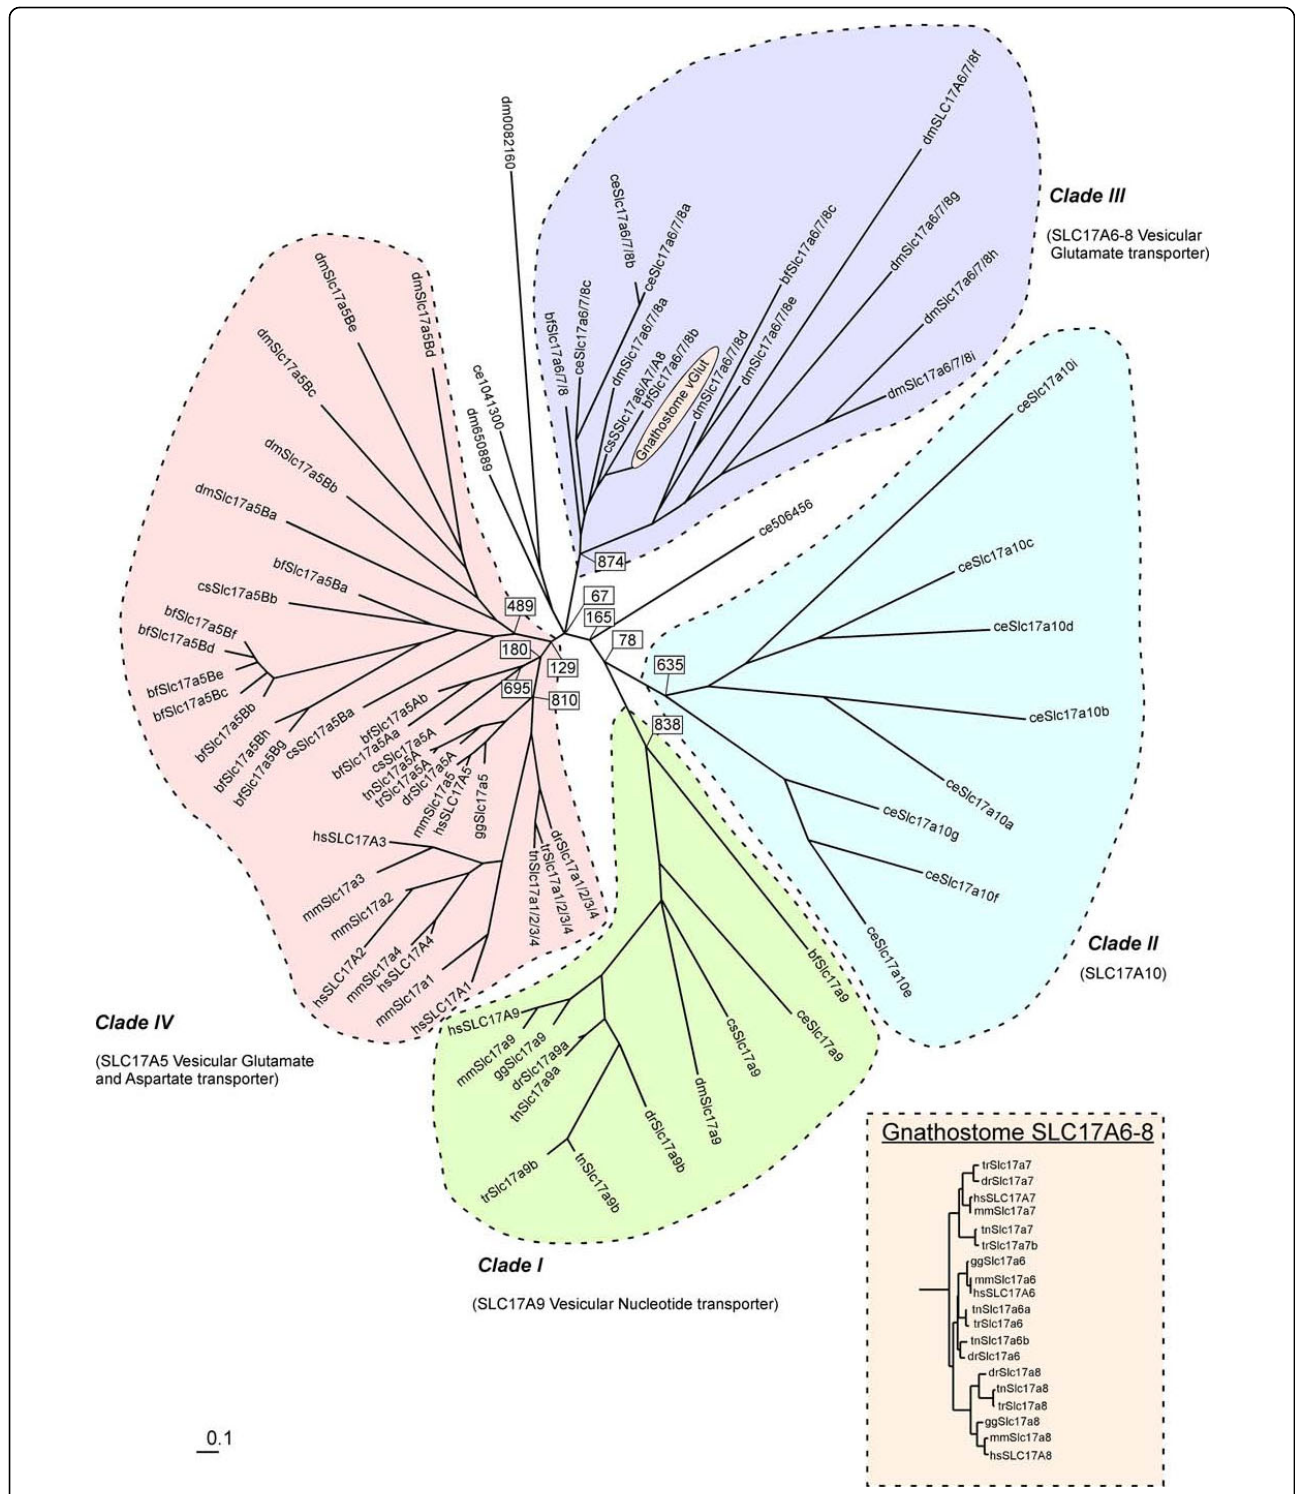 dmSLC17A6/7/8f
dm0082160
Clade III
(SLC17A6-8 Vesicular
Glutamate transporter)
ceSlc17a6/7/8b
ceSlc17a6/7/8a
bfSlc17a6/7/8c
dmSlc17a6/7/8g
dmSlc17a6/7/8h
bfSlc17a6/7/8
ceSlc17a6/7/8c
dmSlc17a6/7/8a
csSSlc17a6/A7/A8
bfSlc17a6/7/8b
Gnathostome vGlut
dmSlc17a6/7/8d
dmSlc17a6/7/8e
dmSlc17a6/7/8i
dmSlc17a5Be
dmSlc17a5Bd
dmSlc17a5Bc
ce1041300
dm650889
dmSlc17a5Bb
dmSlc17a5Ba
bfSlc17a5Ba
csSlc17a5Bb
bfSlc17a5Bf
bfSlc17a5Bd
bfSlc17a5Be
bfSlc17a5Bc
bfSlc17a5Bb
bfSlc17a5Bh
bfSlc17a5Bg
csSlc17a5Ba
bfSlc17a5Ab
bfSlc17a5Aa
csSlc17a5A
tnSlc17a5A
trSlc17a5A
drSlc17a5A
mmSlc17a5
hsSLC17A5
ggSlc17a5
874
67
165
78
489
180
129
695
810
635
838
ce506456
ceSlc17a10i
ceSlc17a10c
ceSlc17a10d
ceSlc17a10b
ceSlc17a10a
ceSlc17a10g
ceSlc17a10f
ceSlc17a10e
Clade II
(SLC17A10)
hsSLC17A3
mmSlc17a3
mmSlc17a2
hsSLC17A2
mmSlc17a4
hsSLC17A4
mmSlc17a1
hsSLC17A1
tnSlc17a1/2/3/4
trSlc17a1/2/3/4
drSlc17a1/2/3/4
Clade IV
(SLC17A5 Vesicular Glutamate
and Aspartate transporter)
bfSlc17a9
ceSlc17a9
csSlc17a9
dmSlc17a9
hsSLC17A9
mmSlc17a9
ggSlc17a9
drSlc17a9a
tnSlc17a9a
drSlc17a9b
trSlc17a9b
tnSlc17a9b
Clade I
(SLC17A9 Vesicular Nucleotide transporter)
Gnathostome SLC17A6-8
trSlc17a7
drSlc17a7
hsSLC17A7
mmSlc17a7
tnSlc17a7
trSlc17a7b
ggSlc17a6
mmSlc17a6
hsSLC17A6
tnSlc17a6a
trSlc17a6
tnSlc17a6b
drSlc17a6
drSlc17a8
tnSlc17a8
trSlc17a8
ggSlc17a8
mmSlc17a8
hsSLC17A8
0.1